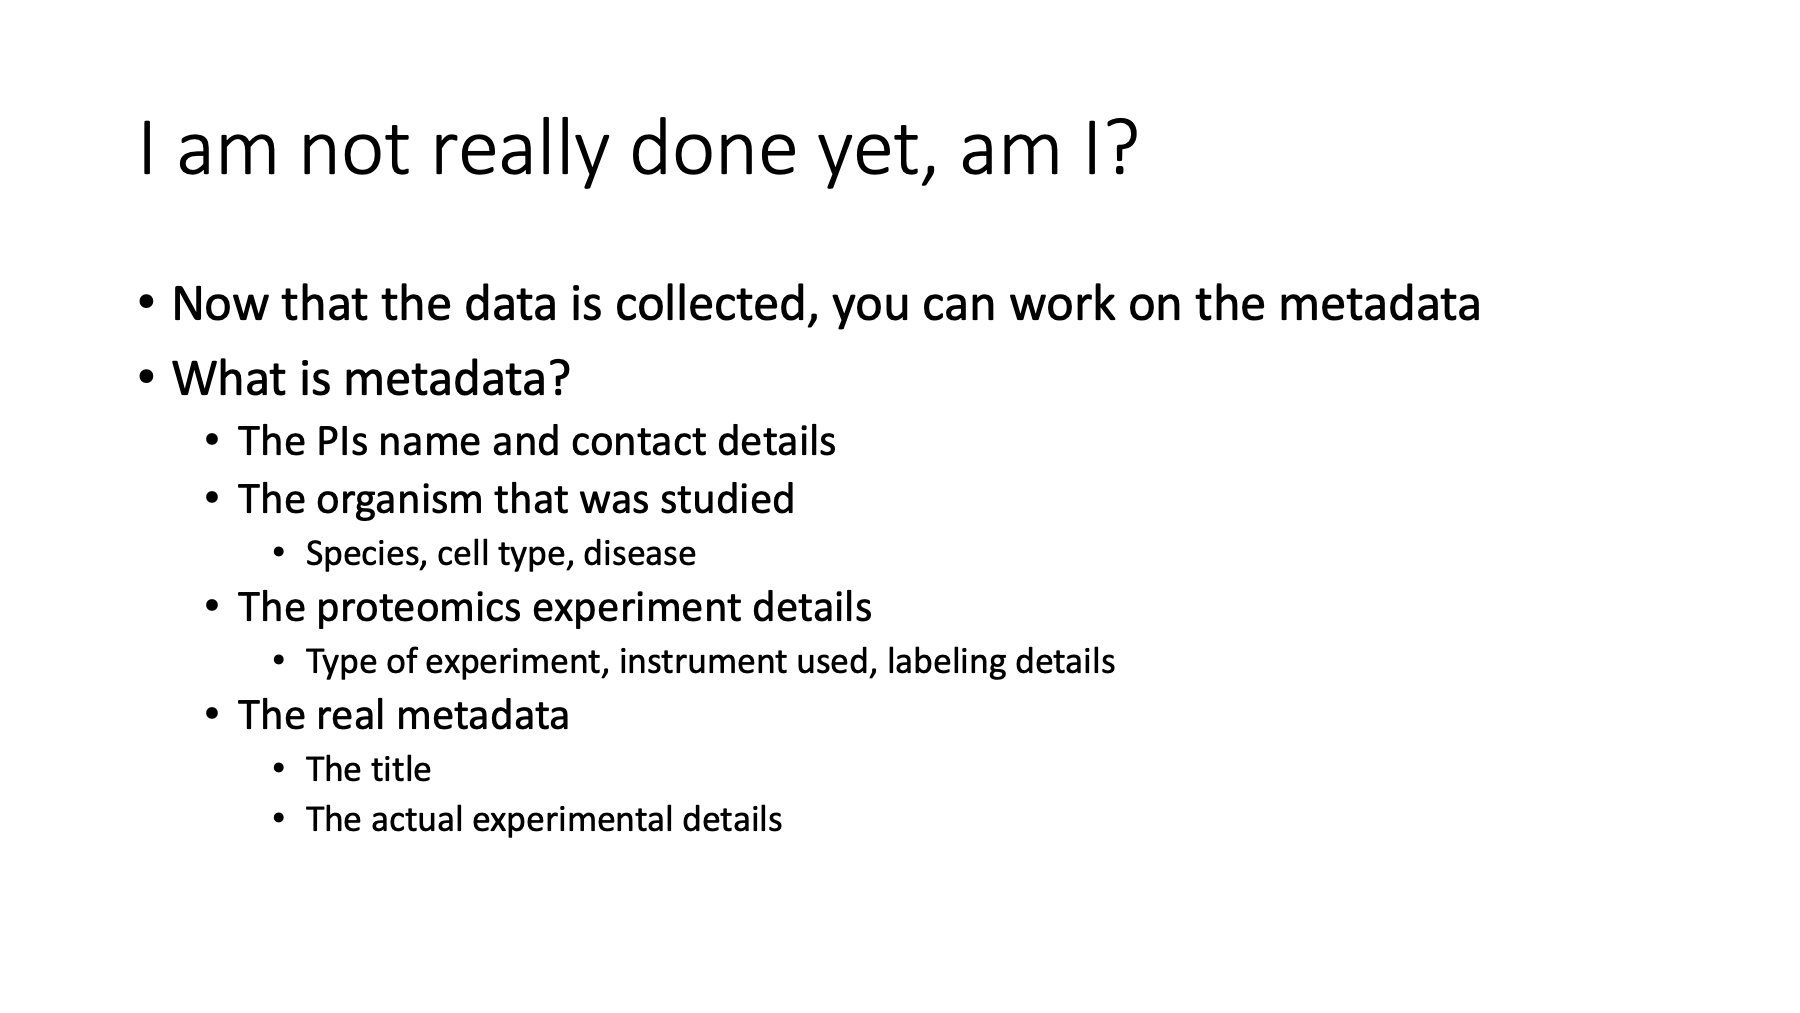 I am not really done yet, am I?
• Now that the data is collected, you can work on the metadata
• What is metadata?
• The PIs name and contact details
• The organism that was studied
• Species, cell type, disease
• The proteomics experiment details
• Type of experiment, instrument used, labeling details
• The real metadata
• The title
• The actual experimental details